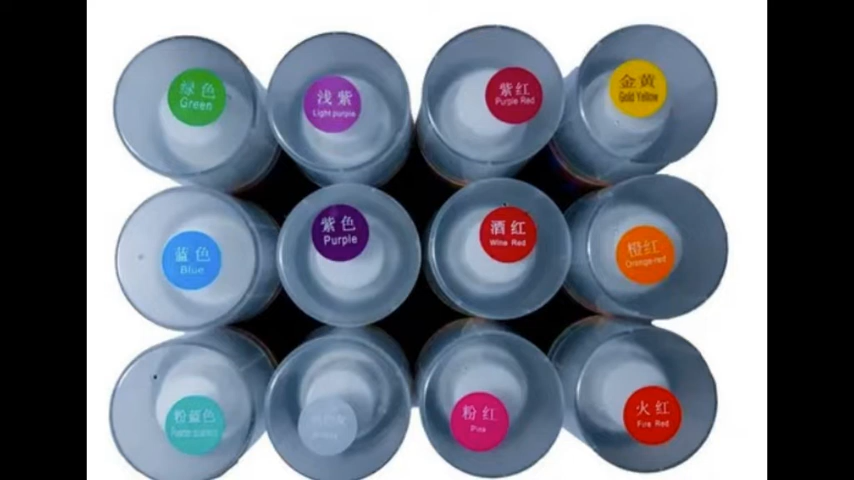 绿色
Green
浅紫
Light purple
紫红
Purple Red
金黄
Gold Yellow
蓝色
Blue
紫色
Purple
酒红
Wine Red
橙红
Orange-red
粉蓝色
粉红
Pink
火红
Fire Red